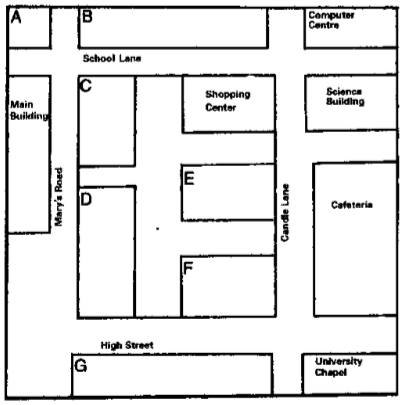 A
B
Computer
Centre
School Lane
C
Shopping
Center
Science
Building
Main
Building
Mary's Road
E
D
Candle Lane
Cafeteria
F
High Street
G
University
Chapel